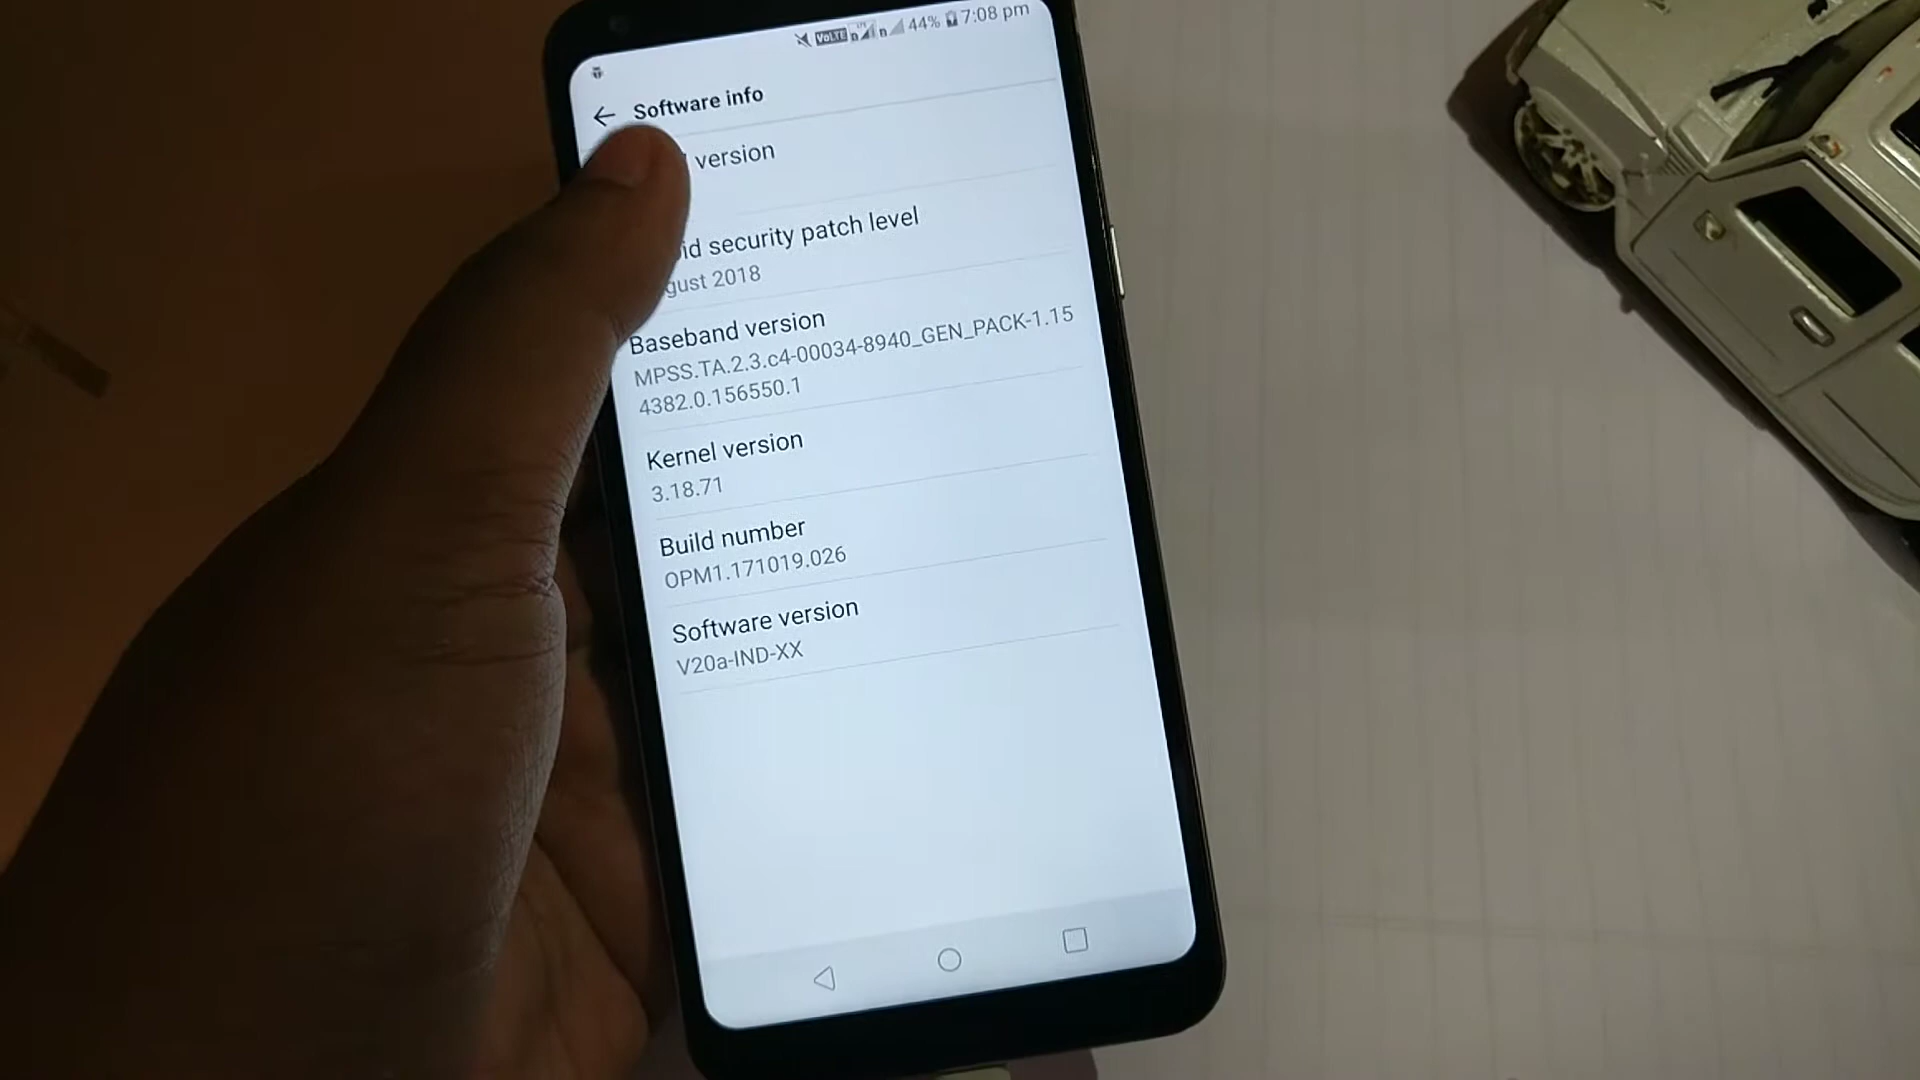 VoLTE 44% 7:08 pm
Software info
version
security patch level
2018
Baseband version
MPSS.TA.2.3.c4-00034-8940_GEN_PACK-1.15
4382.0.156550.1
Kernel version
3.18.71
Build number
OPM1.171019.026
Software version
V20a-IND-XX